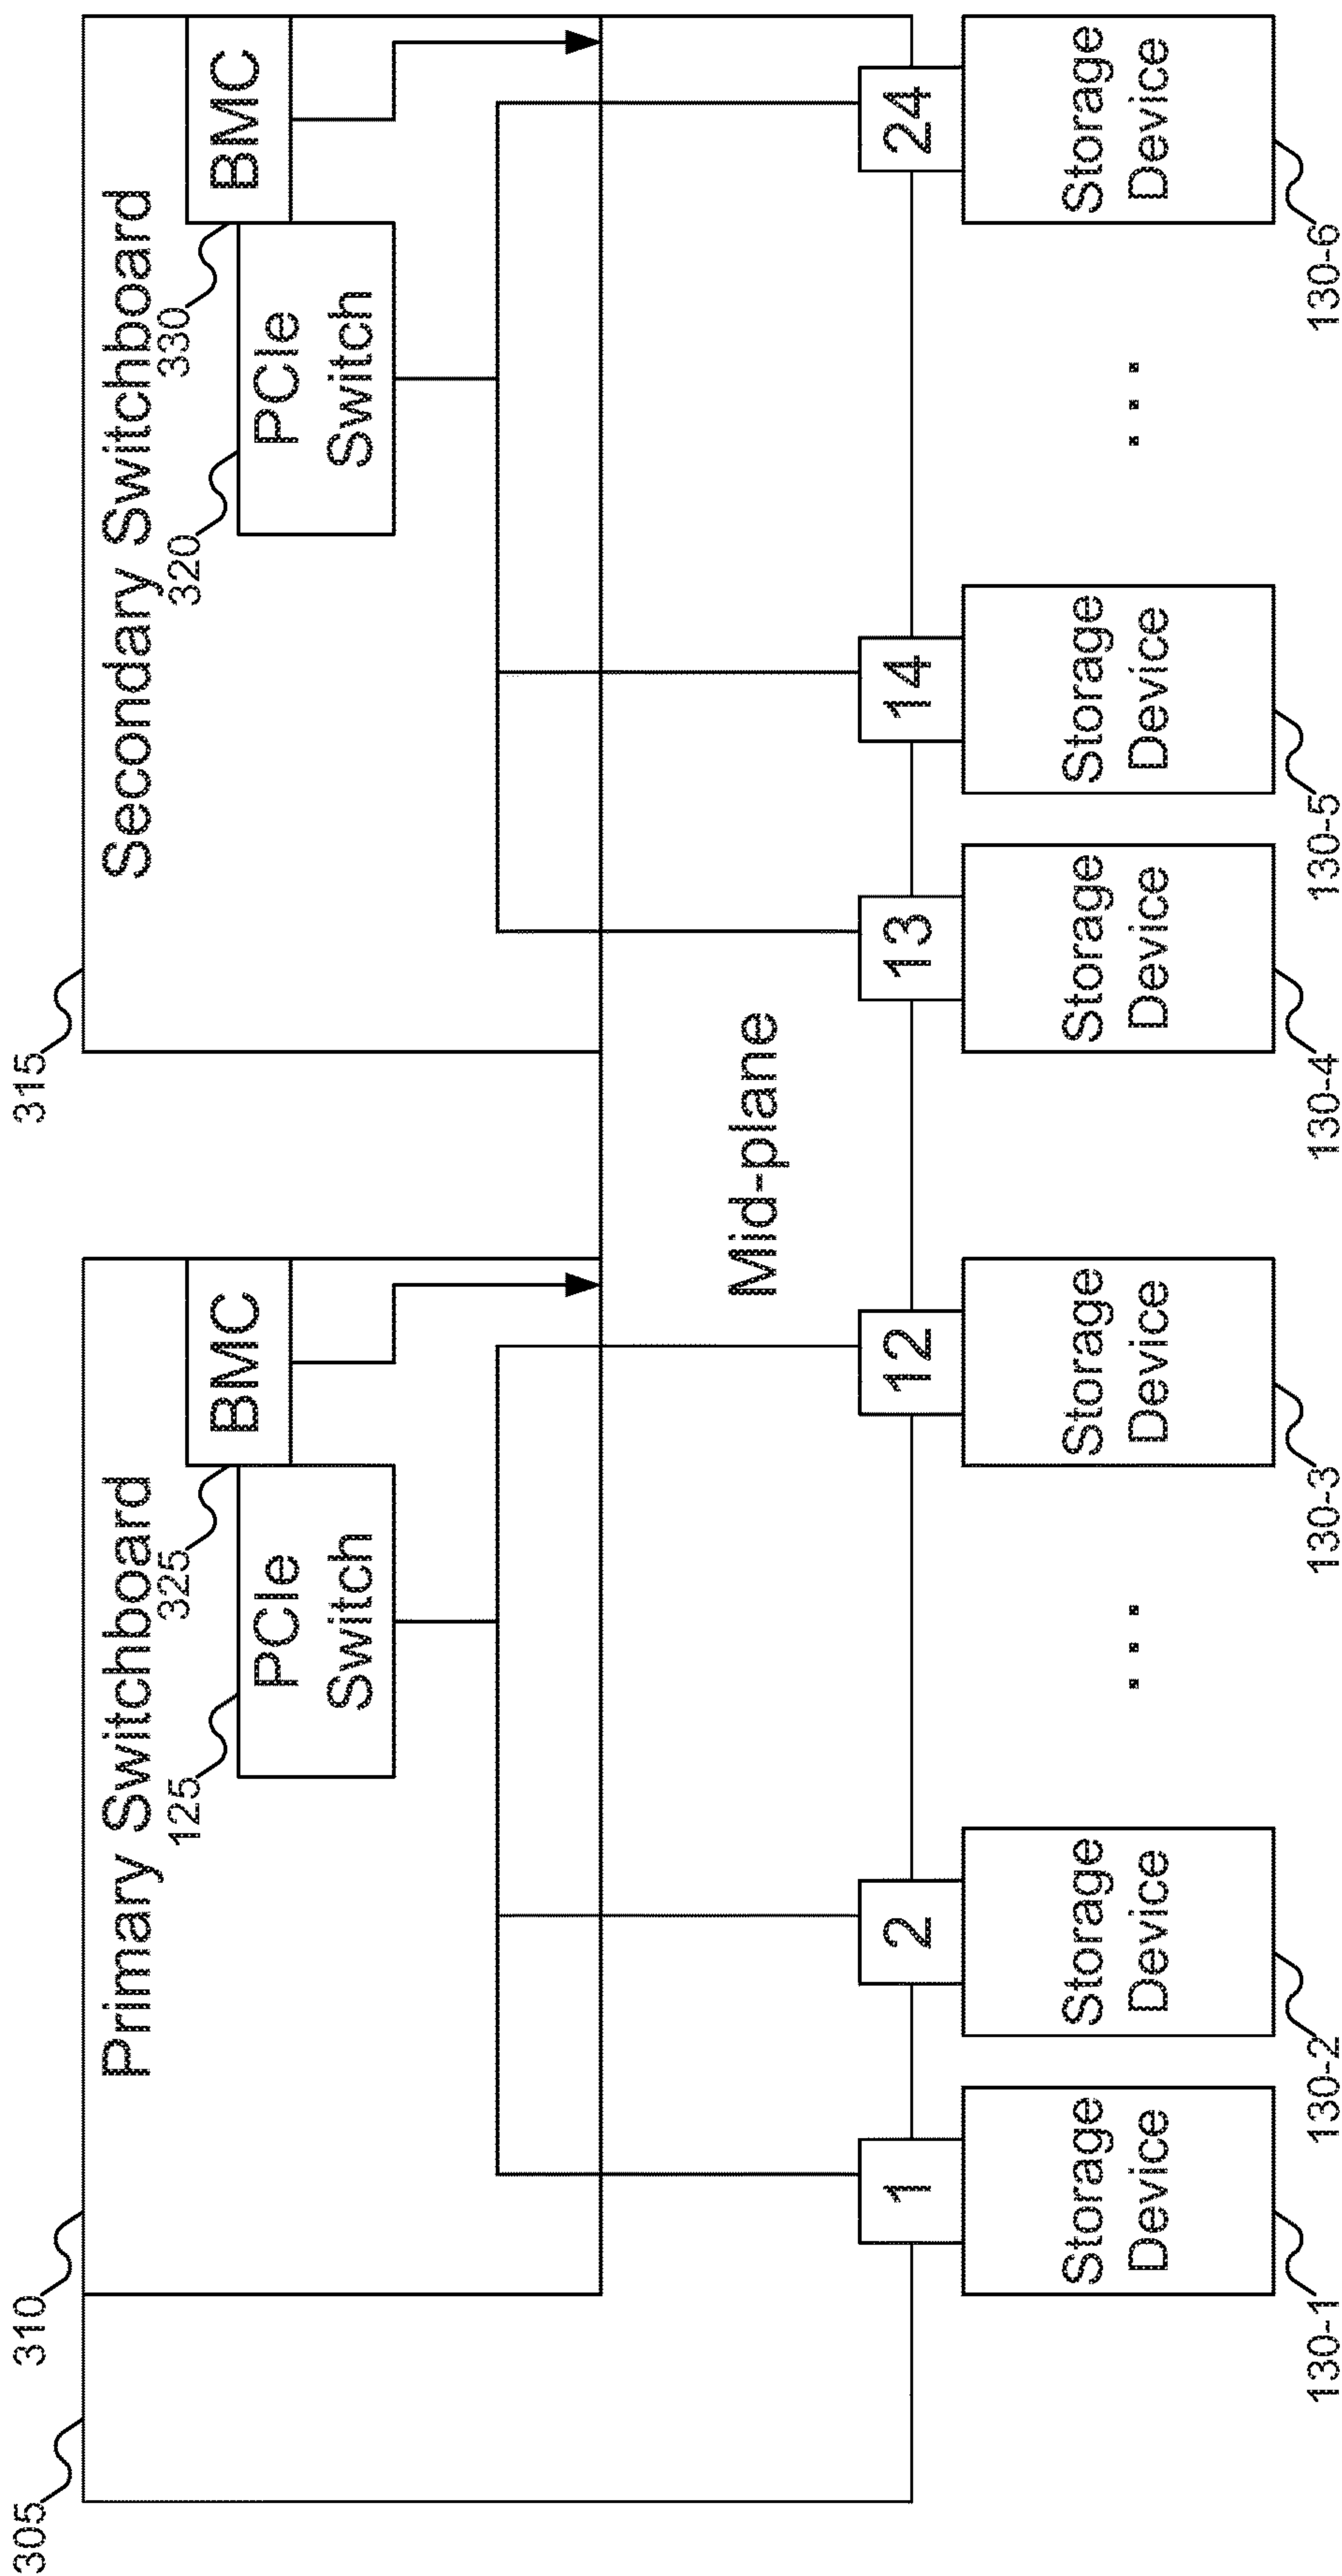 305
310
315
Primary Switchboard
Secondary Switchboard
125
325
320
330
PCIe
Switch
BMC
PCIe
Switch
BMC
Mid-plane
1
2
12
13
14
24
Storage
Device
Storage
Device
...
Storage
Device
Storage
Device
Storage
Device
...
Storage
Device
130-1
130-2
130-3
130-4
130-5
130-6